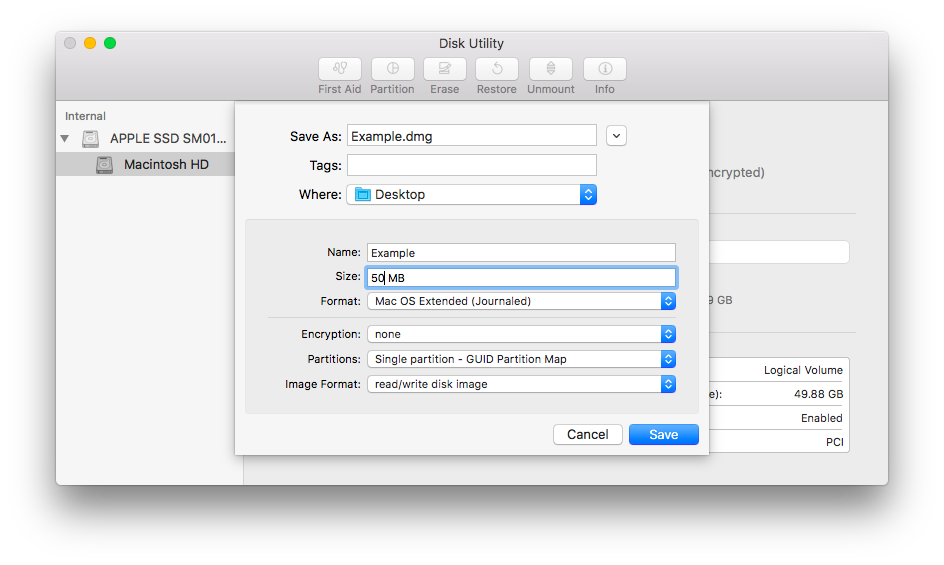 Disk Utility
First Aid Partition Erase Restore Unmount Info
Internal
APPLE SSD SM01...
Macintosh HD
Save As: Example.dmg
Tags:
Where: Desktop
ncrypted)
Name: Example
Size: 50 MB
Format: Mac OS Extended (Journaled)
9 GB
Encryption: none
Partitions: Single partition - GUID Partition Map
Image Format: read/write disk image
Logical Volume
e): 49.88 GB
Enabled
PCI
Cancel Save